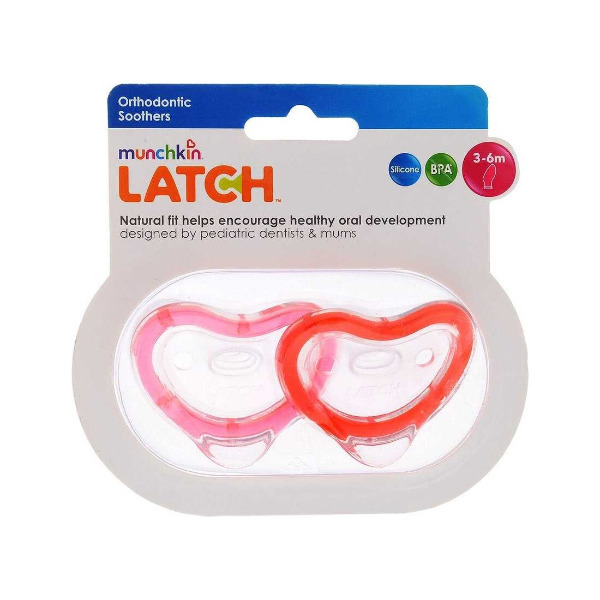 Orthodontic
Soothers
munchkin
LATCH™
Natural fit helps encourage healthy oral development
designed by pediatric dentists & mums
Silicone
BPA
3-6m
LATCH